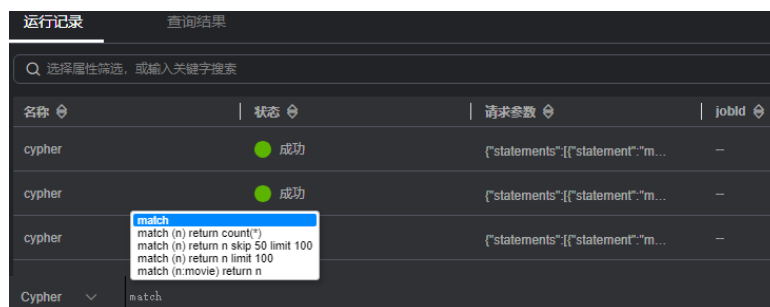 运行记录 查询结果
选择属性筛选，或输入关键字搜索
名称 状态 请求参数 jobId
cypher 成功 {"statements":[{"statement":"m... --
cypher 成功 {"statements":[{"statement":"m... --
cypher {"statements":[{"statement":"m... --
match
match (n) return count(*)
match (n) return n skip 50 limit 100
match (n) return n limit 100
match (n:movie) return n
Cypher match